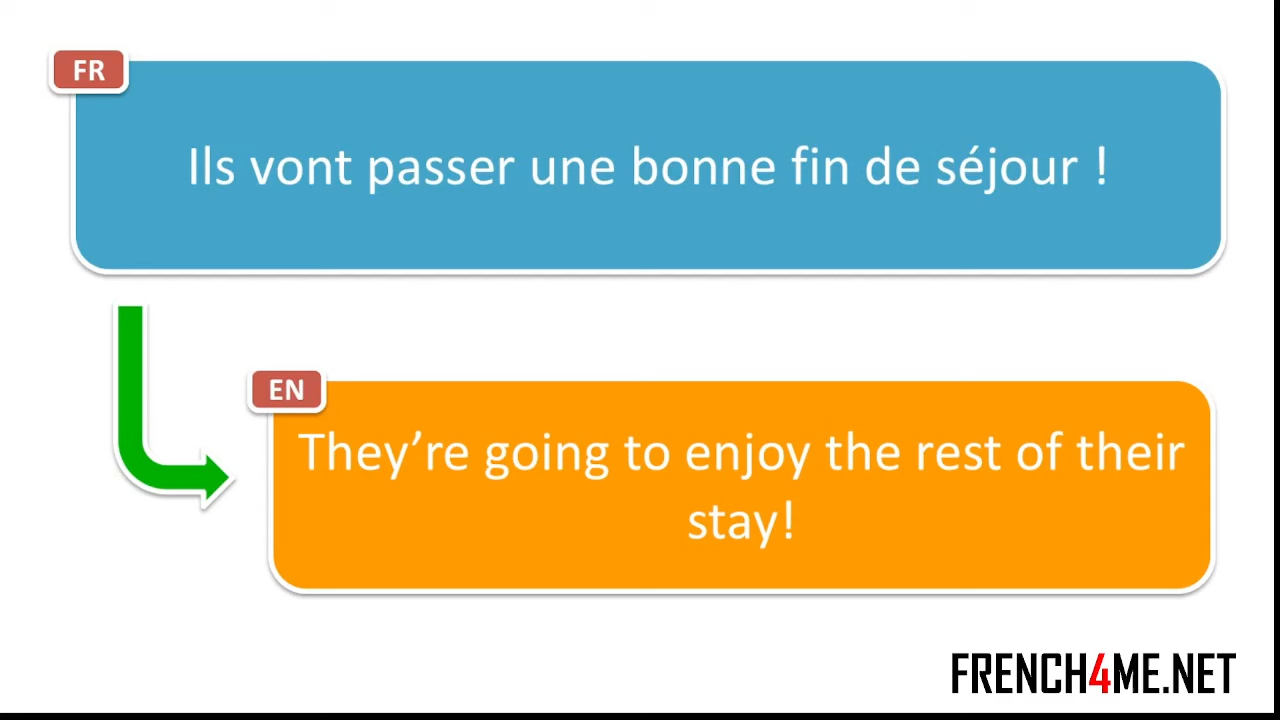 FR
Ils vont passer une bonne fin de séjour !
EN
They’re going to enjoy the rest of their
stay!
FRENCH4ME.NET